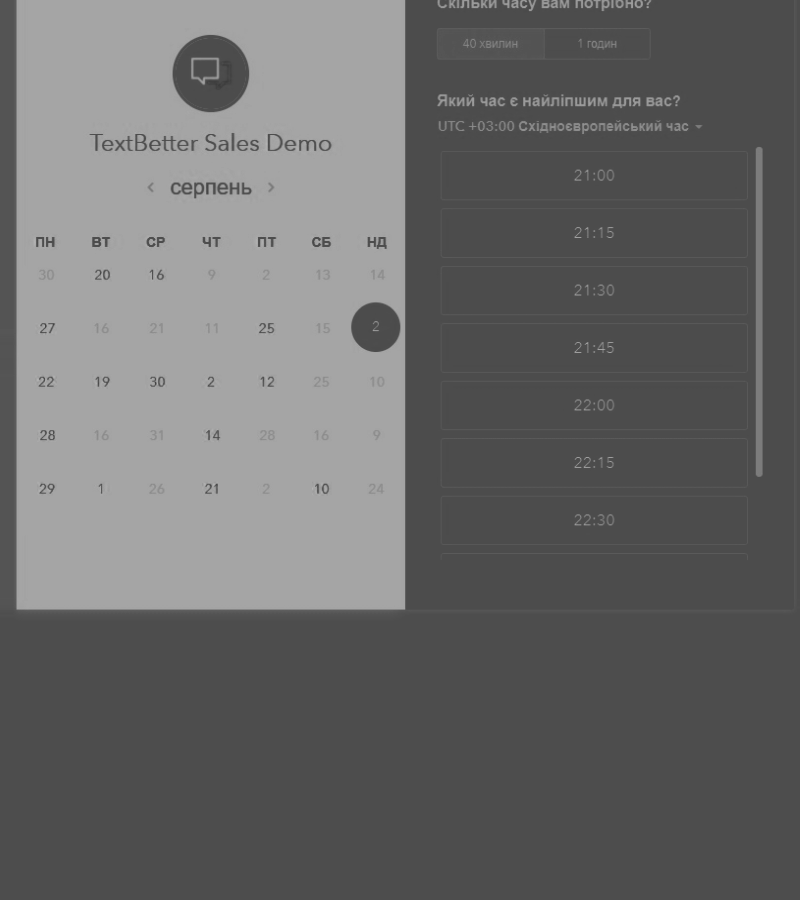 TextBetter Sales Demo
серпень
ПН ВТ СР ЧТ ПТ СБ НД
30 20 16 9 2 13 14
27 16 21 11 25 15 2
22 19 30 2 12 25 10
28 16 31 14 28 16 9
29 1 26 21 2 10 24
Скільки часу вам потрібно?
40 хвилин 1 годин
Який час є найліпшим для вас?
UTC +03:00 Східноєвропейський час
21:00
21:15
21:30
21:45
22:00
22:15
22:30